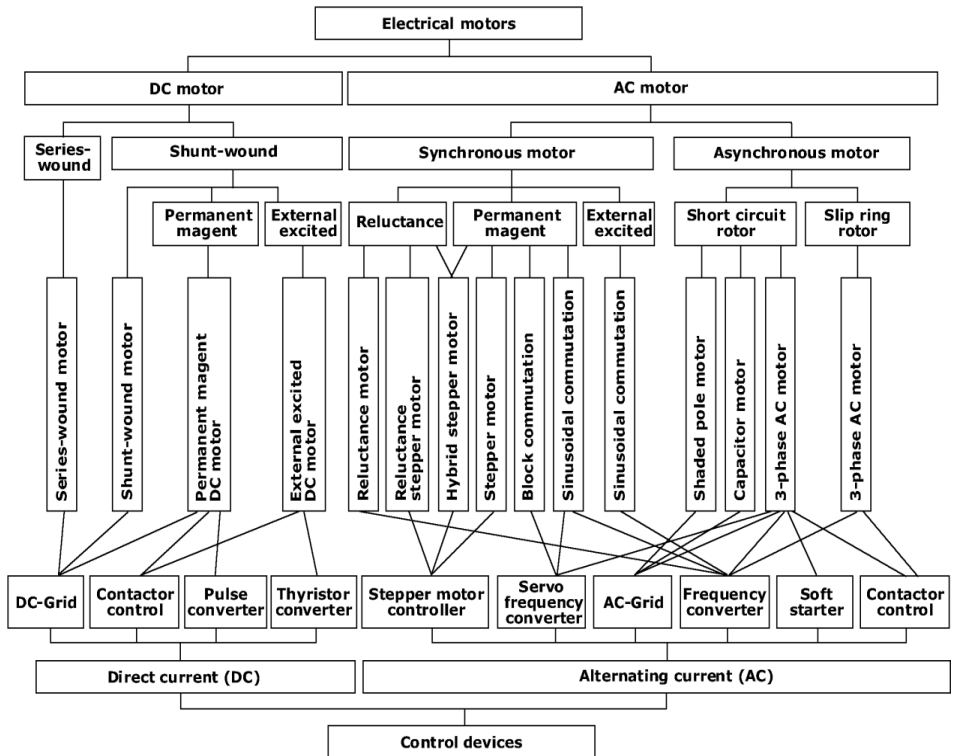 Electrical motors
DC motor
AC motor
Series-
wound
Shunt-wound
Synchronous motor
Asynchronous motor
Permanent
magent
External
excited
Reluctance
Permanent
magent
External
excited
Short circuit
rotor
Slip ring
rotor
Series-wound motor
Shunt-wound motor
Permanent magent
DC motor
External excited
DC motor
Reluctance motor
Reluctance
stepper motor
Hybrid stepper motor
Stepper motor
Block commutation
Sinusoidal commutation
Sinusoidal commutation
Shaded pole motor
Capacitor motor
3-phase AC motor
3-phase AC motor
DC-Grid
Contactor
control
Pulse
converter
Thyristor
converter
Stepper motor
controller
Servo
frequency
converter
AC-Grid
Frequency
converter
Soft
starter
Contactor
control
Direct current (DC)
Alternating current (AC)
Control devices